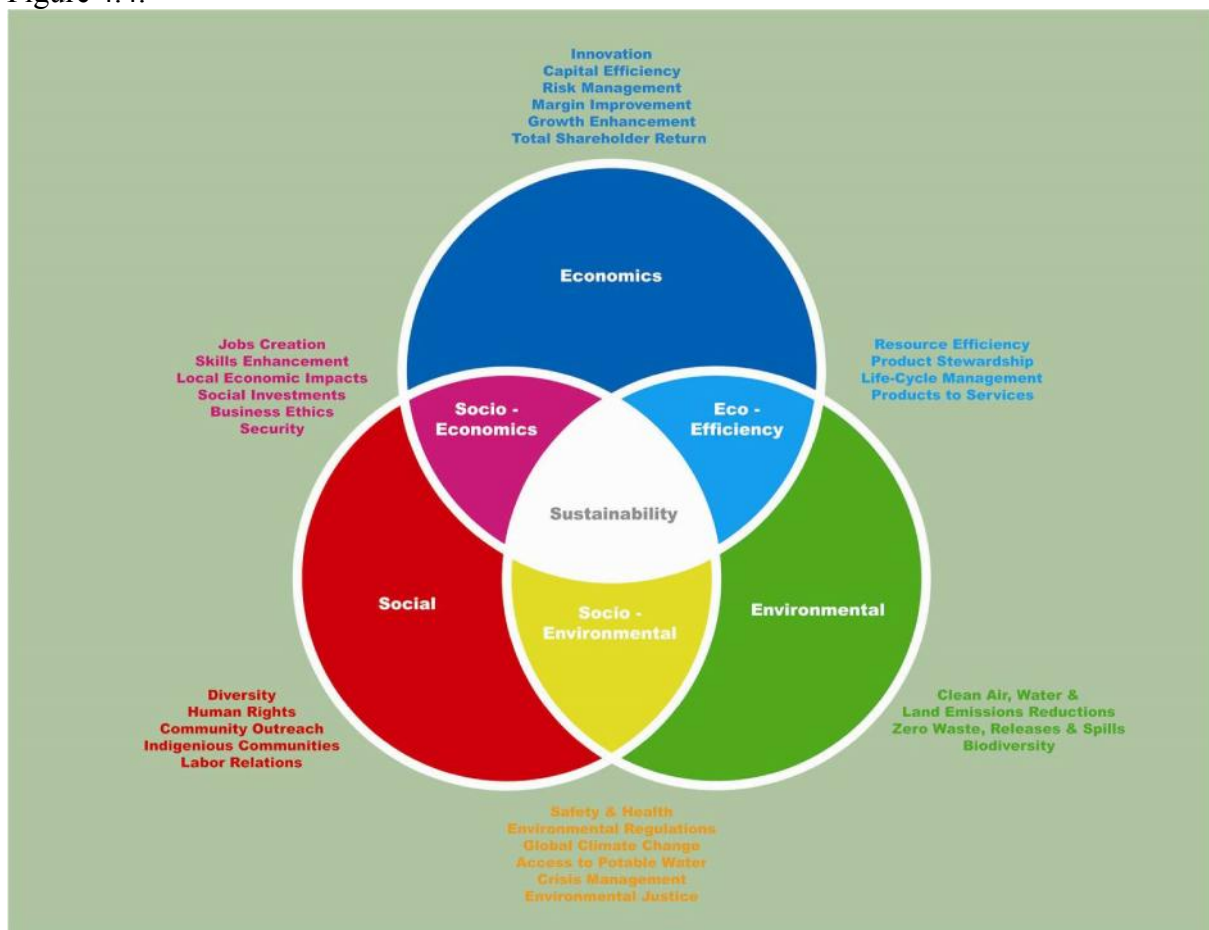 Innovation
Capital Efficiency
Risk Management
Margin Improvement
Growth Enhancement
Total Shareholder Return
Economics
Jobs Creation
Skills Enhancement
Local Economic Impacts
Social Investments
Business Ethics
Security
Resource Efficiency
Product Stewardship
Life-Cycle Management
Products to Services
Socio -
Economics
Eco -
Efficiency
Sustainability
Social
Socio -
Environmental
Environmental
Diversity
Human Rights
Community Outreach
Indigenious Communities
Labor Relations
Clean Air, Water &
Land Emissions Reductions
Zero Waste, Releases & Spills
Biodiversity
Safety & Health
Environmental Regulations
Global Climate Change
Access to Potable Water
Crisis Management
Environmental Justice